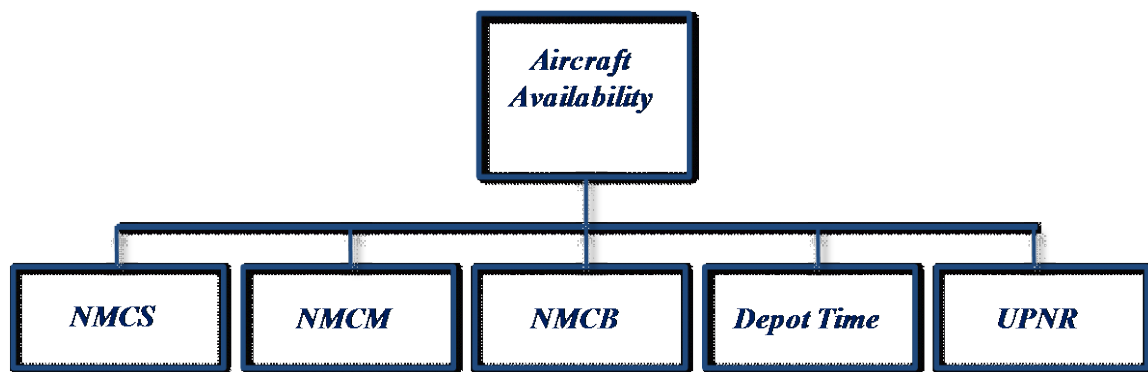 Aircraft
Availability
NMCS
NMCM
NMCB
Depot Time
UPNR